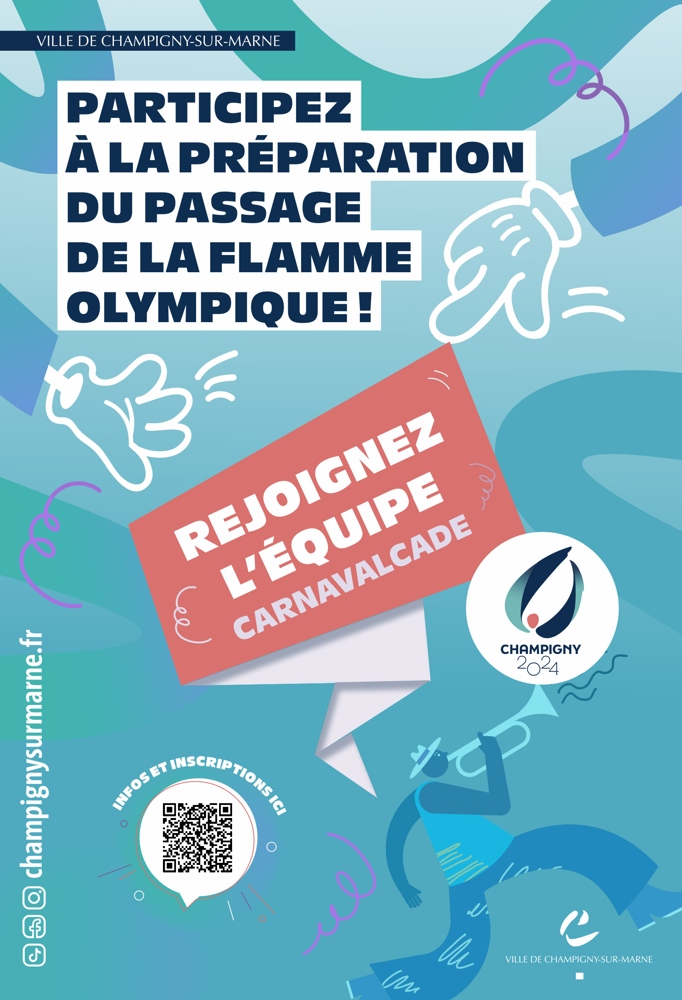 VILLE DE CHAMPIGNY-SUR-MARNE
PARTICIPEZ
À LA PRÉPARATION
DU PASSAGE
DE LA FLAMME
OLYMPIQUE !
REJOIGNEZ
L'ÉQUIPE
CARNAVALCADE
CHAMPIGNY
2024
INFOS ET INSCRIPTIONS ICI
champignysurmarne.fr
VILLE DE CHAMPIGNY-SUR-MARNE